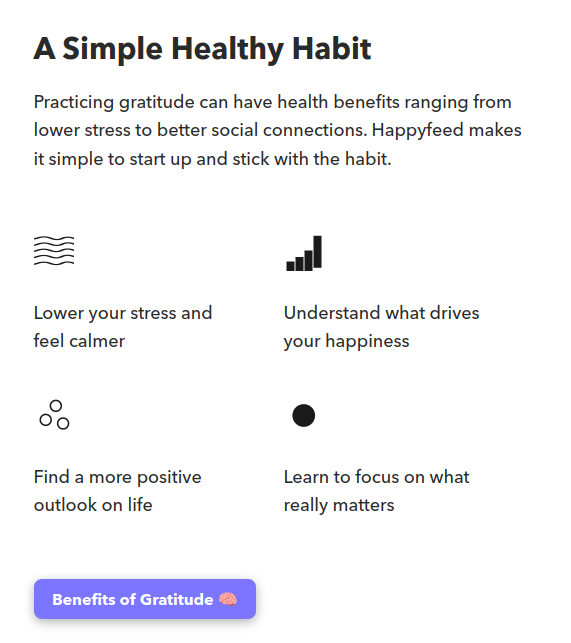 A Simple Healthy Habit
Practicing gratitude can have health benefits ranging from
lower stress to better social connections. Happyfeed makes
it simple to start up and stick with the habit.
Lower your stress and
feel calmer
Understand what drives
your happiness
Find a more positive
outlook on life
Learn to focus on what
really matters
Benefits of Gratitude 🧠